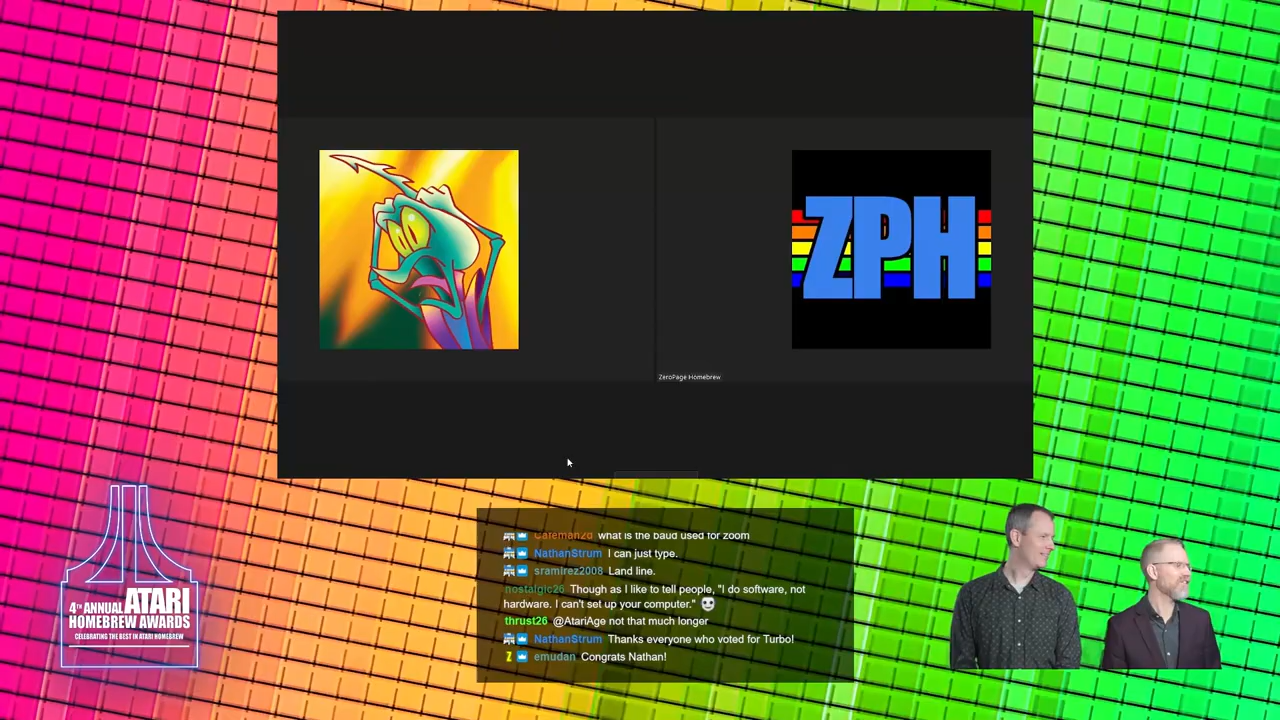 ZPH
ZeroPage Homebrew
Cafeman2d what is the baud used for zoom
NathanStrum I can just type.
sramirez2008 Land line.
nostalgic26 Though as I like to tell people, "I do software, not
hardware. I can't set up your computer."
thrust26 @AtariAge not that much longer
NathanStrum Thanks everyone who voted for Turbo!
Z emudan Congrats Nathan!
4TH ANNUAL ATARI
HOMEBREW AWARDS
CELEBRATING THE BEST IN ATARI HOMEBREW